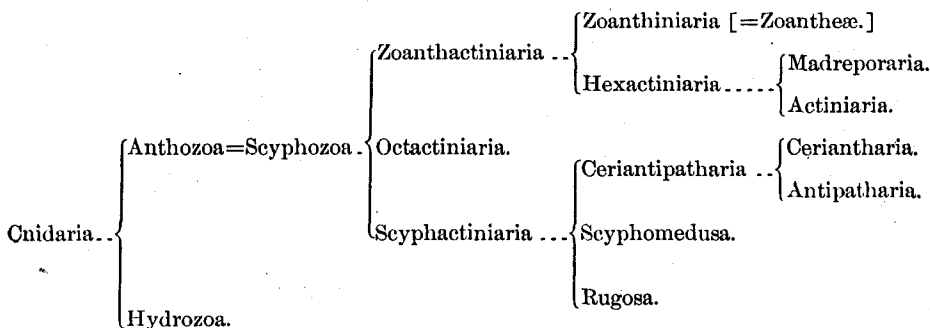 Zoanthiniaria [=Zoantheæ.]
Zoanthactiniaria ..
Madreporaria.
Hexactiniaria .....
Actiniaria.
Anthozoa=Scyphozoa . Octactiniaria.
Ceriantharia.
Ceriantipatharia ..
Antipatharia.
Cnidaria.. Scyphactiniaria ... Scyphomedusa.
Rugosa.
Hydrozoa.